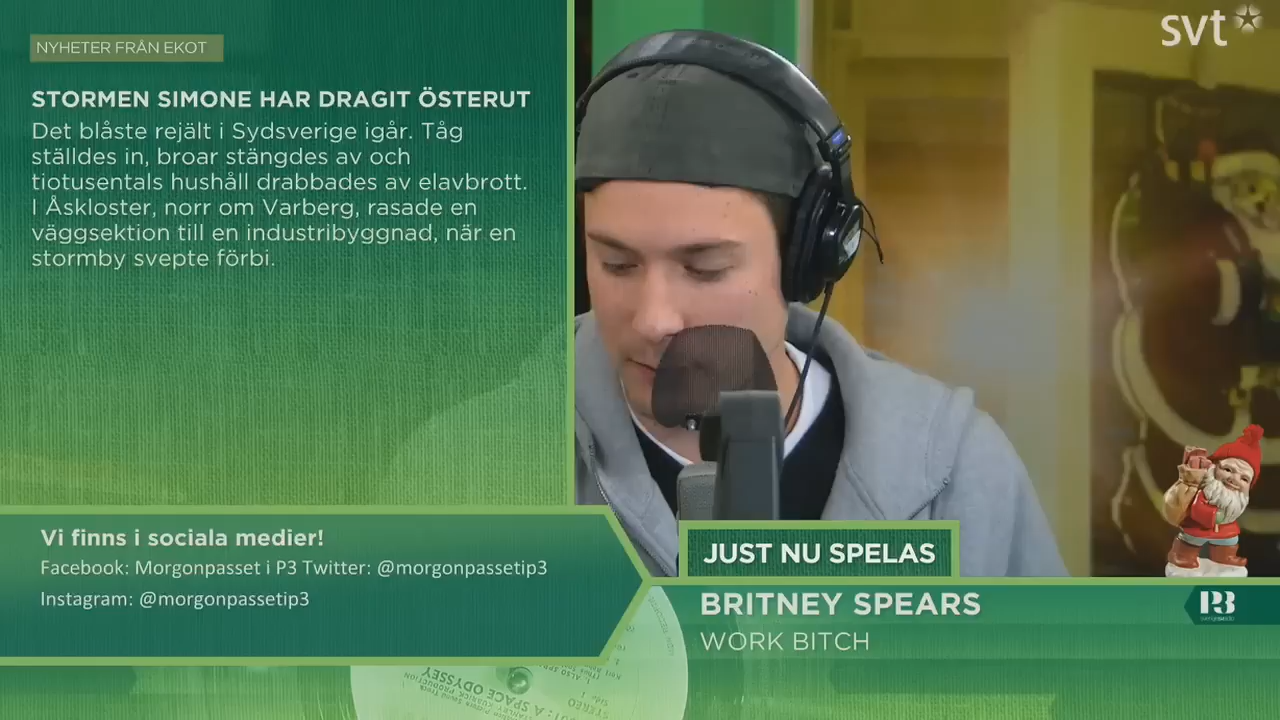 NYHETER FRÅN EKOT
STORMEN SIMONE HAR DRAGIT ÖSTERUT
Det blåste rejält i Sydsverige igår. Tåg
ställdes in, broar stängdes av och
tiotusentals hushåll drabbades av elavbrott.
I Åskloster, norr om Varberg, rasade en
väggsektion till en industribyggnad, när en
stormby svepte förbi.
svt
Vi finns i sociala medier!
Facebook: Morgonpasset i P3 Twitter: @morgonpassetip3
Instagram: @morgonpassetip3
JUST NU SPELAS
BRITNEY SPEARS
WORK BITCH
P3
A SPACE ODYSSEY
STEREO